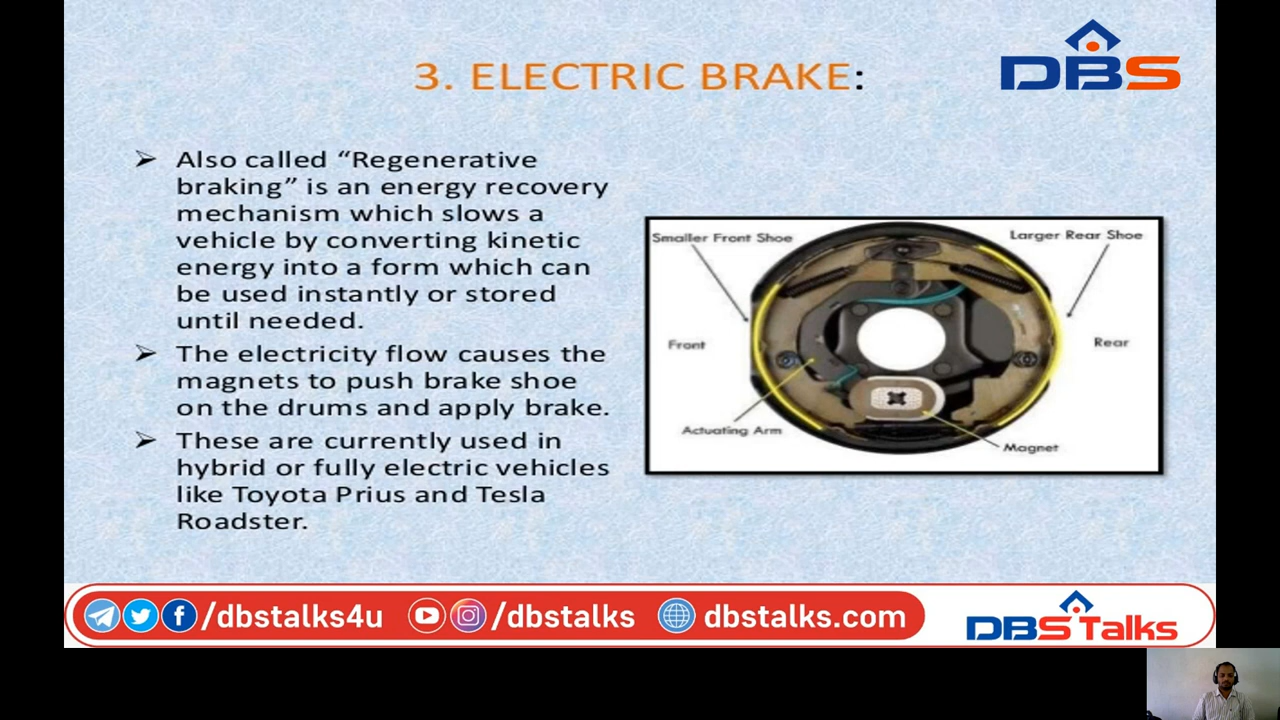 3. ELECTRIC BRAKE:
DBS
➢ Also called “Regenerative
braking” is an energy recovery
mechanism which slows a
vehicle by converting kinetic
energy into a form which can
be used instantly or stored
until needed.
➢ The electricity flow causes the
magnets to push brake shoe
on the drums and apply brake.
➢ These are currently used in
hybrid or fully electric vehicles
like Toyota Prius and Tesla
Roadster.
Smaller Front Shoe
Larger Rear Shoe
Front
Rear
Actuating Arm
Magnet
/dbstalks4u
/dbstalks
dbstalks.com
DBS Talks